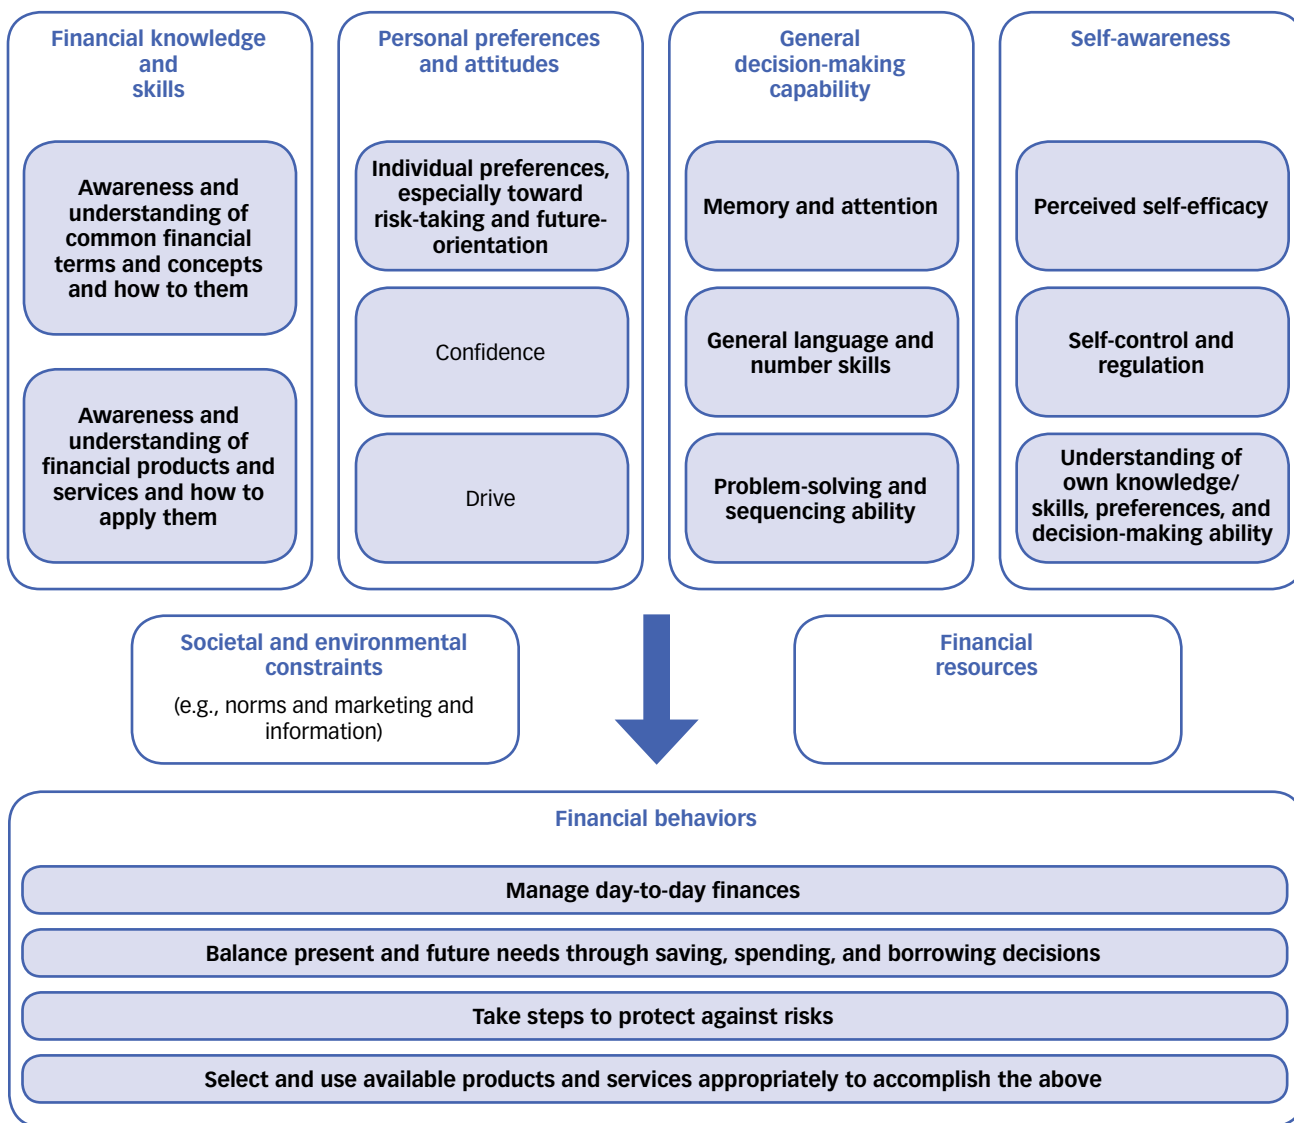 Financial knowledge
and
skills
Awareness and
understanding of
common financial
terms and concepts
and how to them
Awareness and
understanding of
financial products and
services and how to
apply them
Personal preferences
and attitudes
Individual preferences,
especially toward
risk-taking and future-
orientation
Confidence
Drive
General
decision-making
capability
Memory and attention
General language and
number skills
Problem-solving and
sequencing ability
Self-awareness
Perceived self-efficacy
Self-control and
regulation
Understanding of
own knowledge/
skills, preferences, and
decision-making ability
Societal and environmental
constraints
(e.g., norms and marketing and
information)
Financial
resources
Financial behaviors
Manage day-to-day finances
Balance present and future needs through saving, spending, and borrowing decisions
Take steps to protect against risks
Select and use available products and services appropriately to accomplish the above